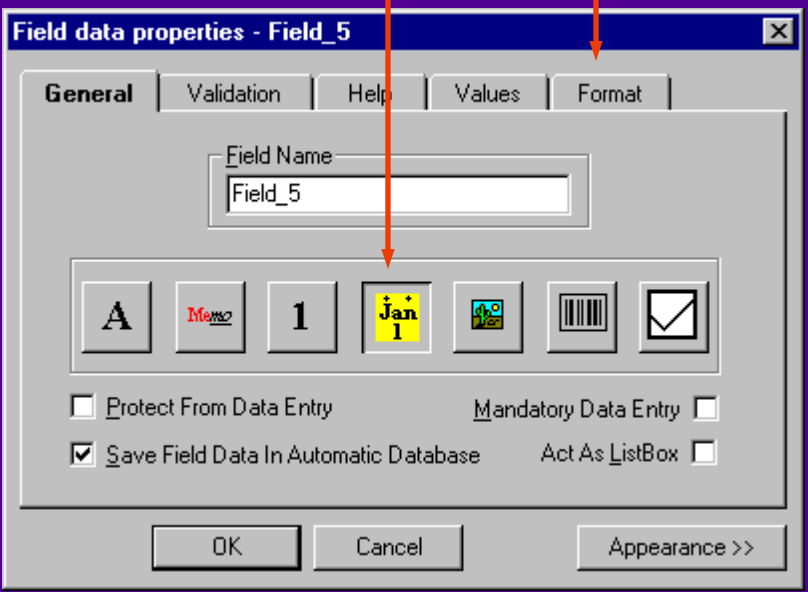 Field data properties - Field_5
General Validation Help Values Format
Field Name
Field_5
A Memo 1 Jan
1
Protect From Data Entry Mandatory Data Entry
Save Field Data In Automatic Database Act As ListBox
OK Cancel Appearance >>